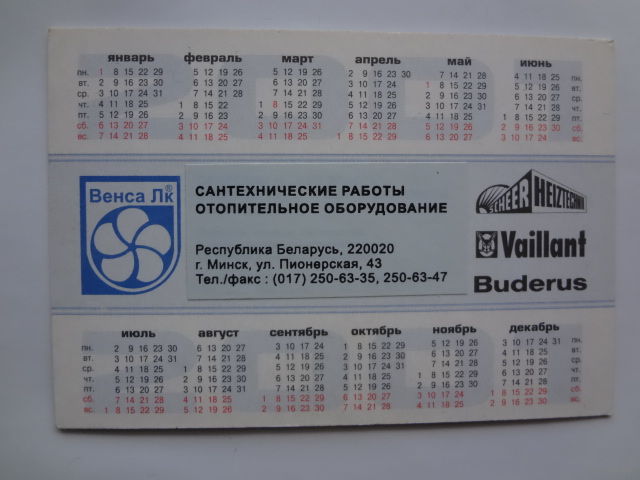 январь февраль март апрель май июнь
пн. 1 8 15 22 29 5 12 19 26 5 12 19 26 2 9 16 23 30 7 14 21 28 4 11 18 25 пн.
вт. 2 9 16 23 30 6 13 20 27 6 13 20 27 3 10 17 24 1 8 15 22 29 5 12 19 26 вт.
ср. 3 10 17 24 31 7 14 21 28 7 14 21 28 4 11 18 25 2 9 16 23 30 6 13 20 27 ср.
чт. 4 11 18 25 1 8 15 22 1 8 15 22 29 5 12 19 26 3 10 17 24 31 7 14 21 28 чт.
пт. 5 12 19 26 2 9 16 23 2 9 16 23 30 6 13 20 27 4 11 18 25 1 8 15 22 29 пт.
сб. 6 13 20 27 3 10 17 24 3 10 17 24 31 7 14 21 28 5 12 19 26 2 9 16 23 30 сб.
вс. 7 14 21 28 4 11 18 25 4 11 18 25 1 8 15 22 29 6 13 20 27 3 10 17 24 вс.
Венса Лк®
САНТЕХНИЧЕСКИЕ РАБОТЫ
ОТОПИТЕЛЬНОЕ ОБОРУДОВАНИЕ
Республика Беларусь, 220020
г. Минск, ул. Пионерская, 43
Тел./факс : (017) 250-63-35, 250-63-47
SCHEER HEIZTECHNIK
Vaillant
Buderus
июль август сентябрь октябрь ноябрь декабрь
пн. 2 9 16 23 30 6 13 20 27 3 10 17 24 1 8 15 22 29 5 12 19 26 3 10 17 24 31 пн.
вт. 3 10 17 24 31 7 14 21 28 4 11 18 25 2 9 16 23 30 6 13 20 27 4 11 18 25 вт.
ср. 4 11 18 25 1 8 15 22 29 5 12 19 26 3 10 17 24 31 7 14 21 28 5 12 19 26 ср.
чт. 5 12 19 26 2 9 16 23 30 6 13 20 27 4 11 18 25 1 8 15 22 29 6 13 20 27 чт.
пт. 6 13 20 27 3 10 17 24 31 7 14 21 28 5 12 19 26 2 9 16 23 30 7 14 21 28 пт.
сб. 7 14 21 28 4 11 18 25 1 8 15 22 29 6 13 20 27 3 10 17 24 1 8 15 22 29 сб.
вс. 1 8 15 22 29 5 12 19 26 2 9 16 23 30 7 14 21 28 4 11 18 25 2 9 16 23 30 вс.